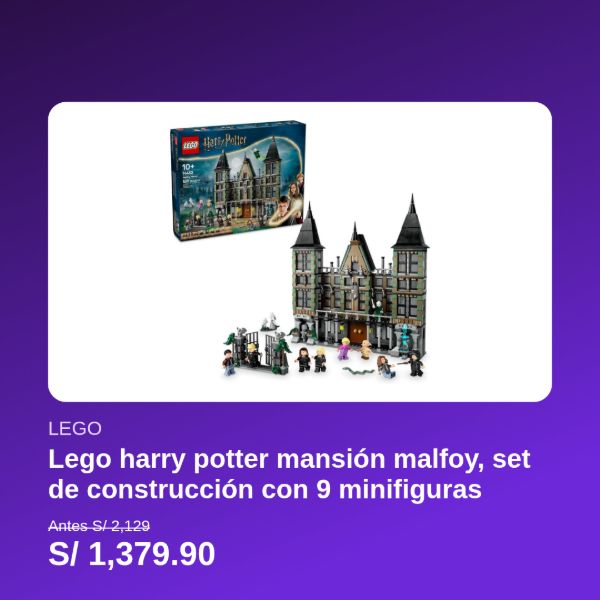 LEGO
Harry Potter
10+
LEGO
Lego harry potter mansión malfoy, set
de construcción con 9 minifiguras
Antes S/ 2,129
S/ 1,379.90